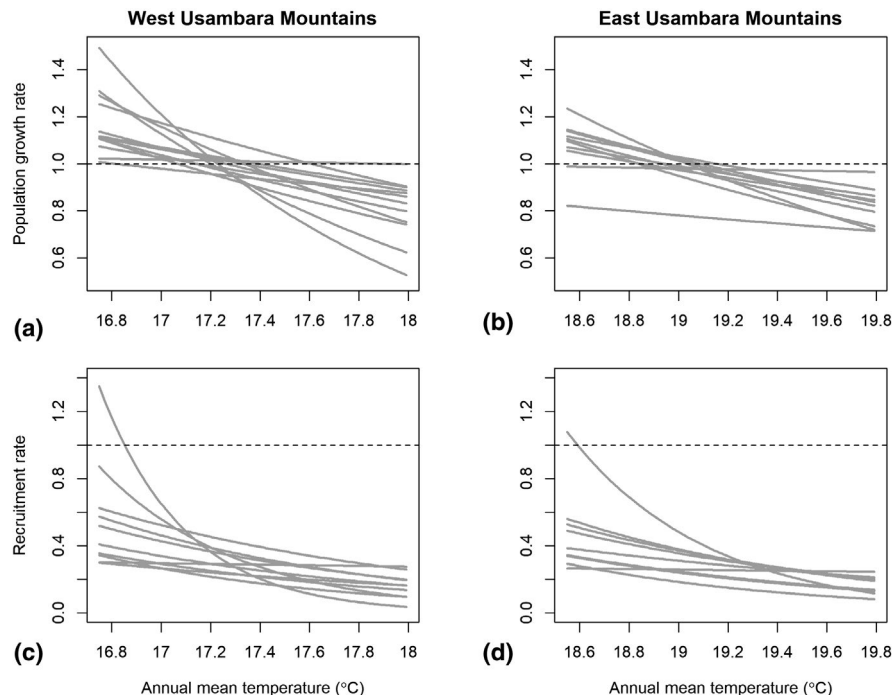 West Usambara Mountains
East Usambara Mountains
Population growth rate
0.6 0.8 1.0 1.2 1.4
16.8 17 17.2 17.4 17.6 17.8 18
(a)
0.6 0.8 1.0 1.2 1.4
18.6 18.8 19 19.2 19.4 19.6 19.8
(b)
Recruitment rate
0.0 0.4 0.8 1.2
16.8 17 17.2 17.4 17.6 17.8 18
(c)
Annual mean temperature (°C)
0.0 0.4 0.8 1.2
18.6 18.8 19 19.2 19.4 19.6 19.8
(d)
Annual mean temperature (°C)